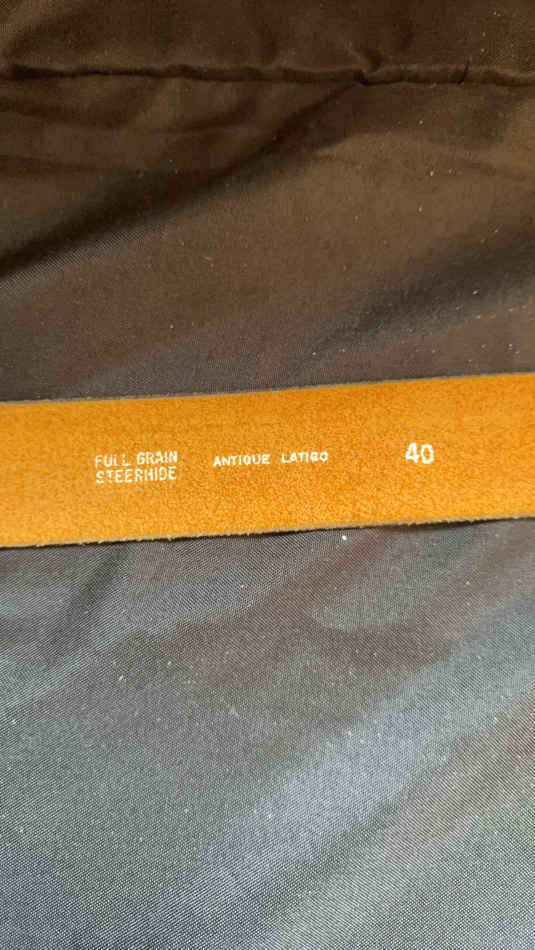 FULL GRAIN
STEERHIDE
ANTIQUE LATIGO
40